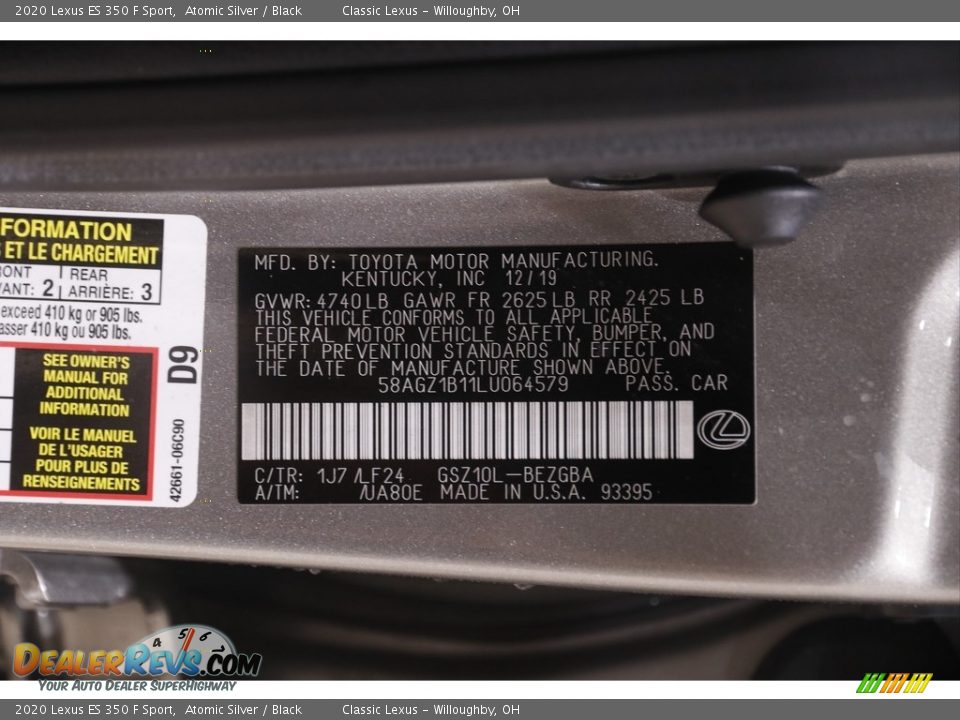 2020 Lexus ES 350 F Sport, Atomic Silver / Black Classic Lexus - Willoughby, OH
FORMATION
ET LE CHARGEMENT
REAR
2 ARRIÈRE: 3
exceed 410 kg or 905 lbs.
410 kg ou 905 lbs.
SEE OWNER'S
MANUAL FOR
ADDITIONAL
INFORMATION
VOIR LE MANUEL
DE L'USAGER
POUR PLUS DE
RENSEIGNEMENTS
D9
42661-06C90
MFD. BY: TOYOTA MOTOR MANUFACTURING.
KENTUCKY, INC 12/19
GVWR: 4740LB GAWR FR 2625LB RR 2425 LB
THIS VEHICLE CONFORMS TO ALL APPLICABLE
FEDERAL MOTOR VEHICLE SAFETY, BUMPER, AND
THEFT PREVENTION STANDARDS IN EFFECT ON
THE DATE OF MANUFACTURE SHOWN ABOVE.
58AGZ1B11LU064579 PASS. CAR
C/TR: 1J7 /LF24 GSZ10L-BEZGBA
A/TM: /UA80E MADE IN U.S.A. 93395
4 5 6
DEALERREVS.COM
YOUR AUTO DEALER SUPERHIGHWAY
2020 Lexus ES 350 F Sport, Atomic Silver / Black Classic Lexus - Willoughby, OH